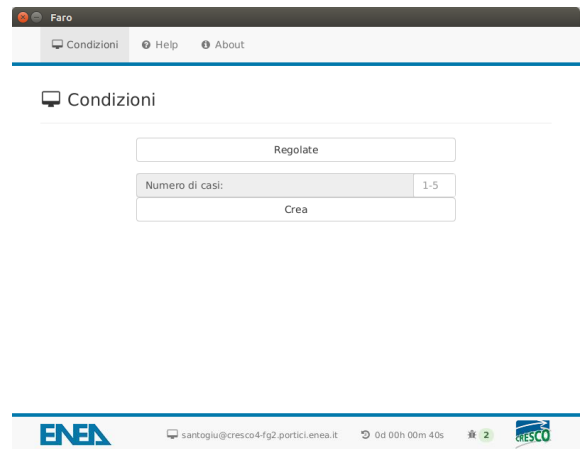 Faro
Condizioni Help About
Condizioni
Regolate
Numero di casi: 1-5
Crea
ENEA santogiu@cresco4-fg2.portici.enea.it 0d 00h 00m 40s 2 CRESCO